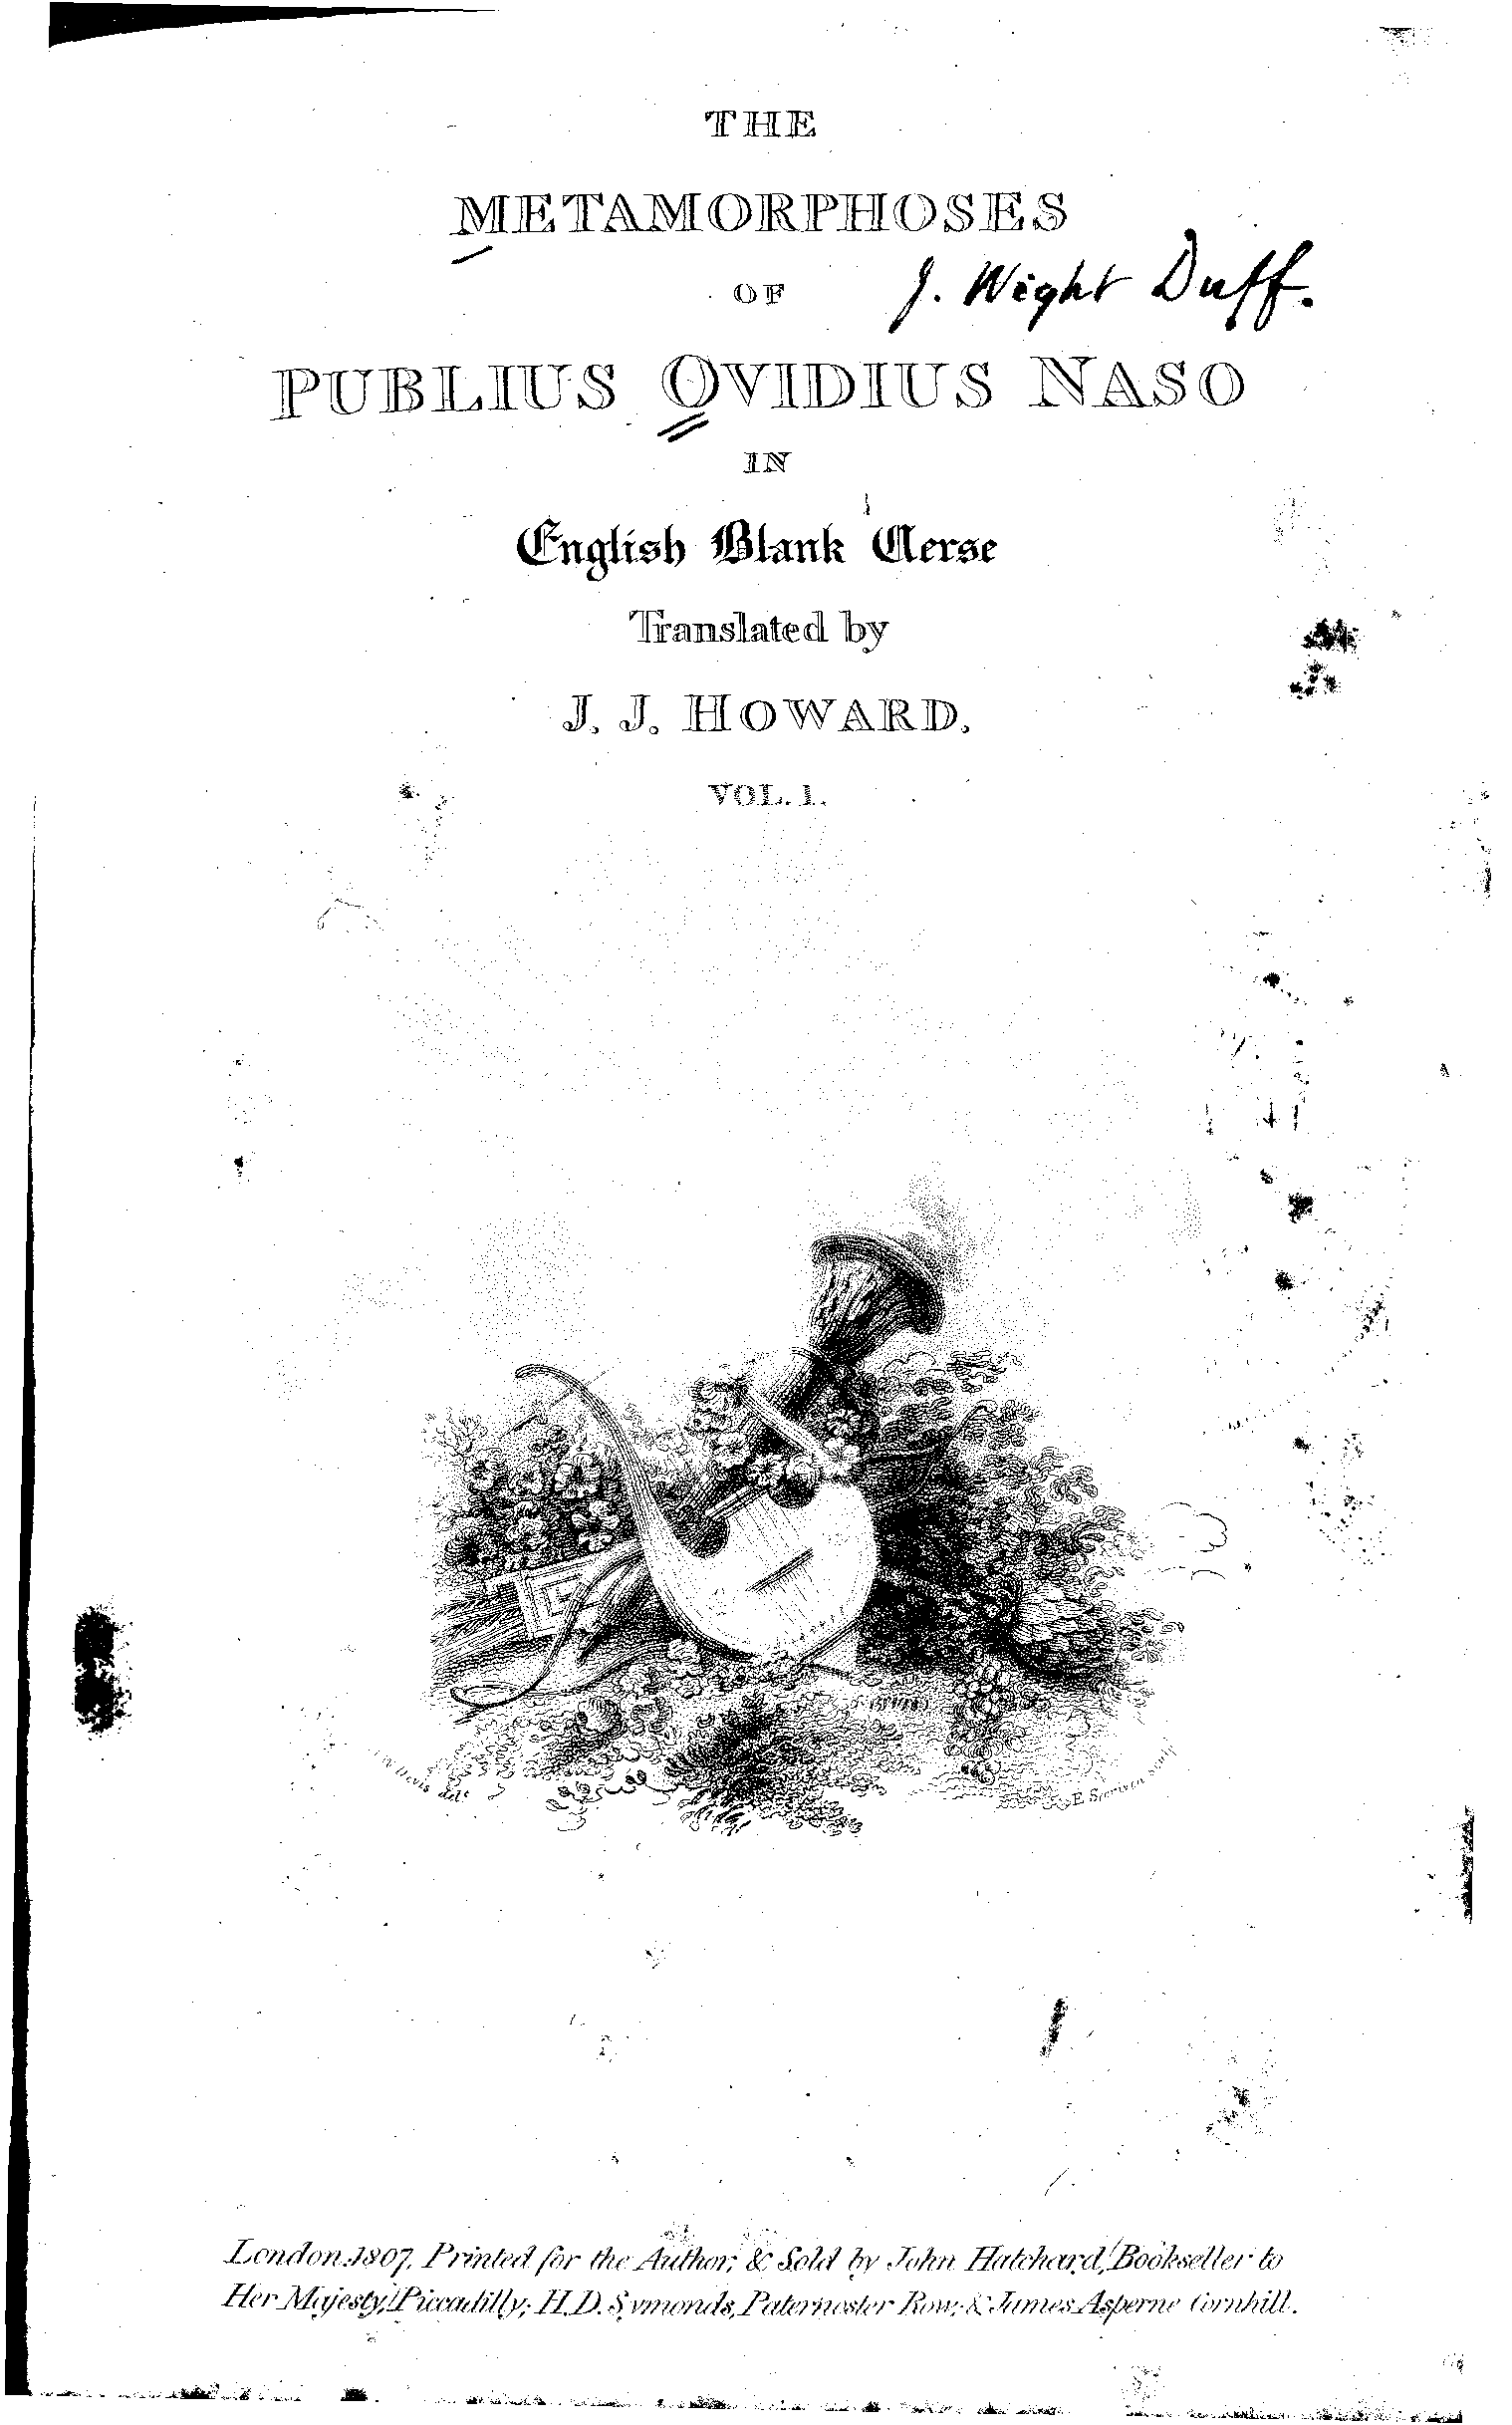 THE
METAMORPHOSES
OF
J. Wight Duff.
PUBLIUS OVIDIUS NASO
IN
English Blank Verse
Translated by
J. J. HOWARD.
VOL. 1.
Devis del.t
E. sculp
London: 1807. Printed for the Author, & Sold by John Hatchard, Bookseller to
Her Majesty, Piccadilly; H. D. Symonds, Paternoster Row; & James Asperne Cornhill.